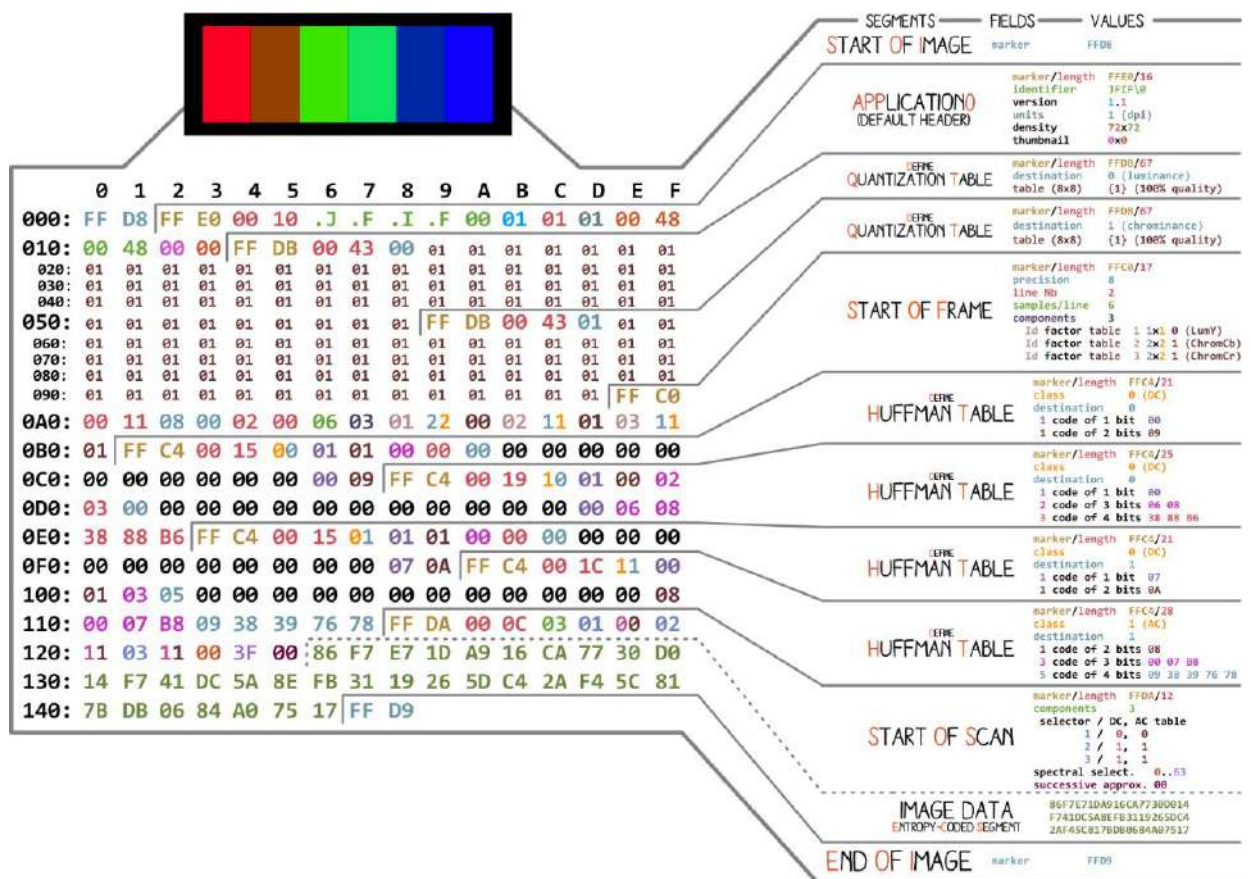 0 1 2 3 4 5 6 7 8 9 A B C D E F
000: FF D8 FF E0 00 10 .J .F .I .F 00 01 01 01 00 48
010: 00 48 00 00 FF DB 00 43 00 01 01 01 01 01 01 01
020: 01 01 01 01 01 01 01 01 01 01 01 01 01 01 01 01
030: 01 01 01 01 01 01 01 01 01 01 01 01 01 01 01 01
040: 01 01 01 01 01 01 01 01 01 01 01 01 01 01 01 01
050: 01 01 01 01 01 01 01 01 01 FF DB 00 43 01 01 01
060: 01 01 01 01 01 01 01 01 01 01 01 01 01 01 01 01
070: 01 01 01 01 01 01 01 01 01 01 01 01 01 01 01 01
080: 01 01 01 01 01 01 01 01 01 01 01 01 01 01 01 01
090: 01 01 01 01 01 01 01 01 01 01 01 01 01 01 FF C0
0A0: 00 11 08 00 02 00 06 03 01 22 00 02 11 01 03 11
0B0: 01 FF C4 00 15 00 01 01 00 00 00 00 00 00 00 00
0C0: 00 00 00 00 00 00 00 09 FF C4 00 19 10 01 00 02
0D0: 03 00 00 00 00 00 00 00 00 00 00 00 00 00 06 08
0E0: 38 88 B6 FF C4 00 15 01 01 01 00 00 00 00 00 00
0F0: 00 00 00 00 00 00 00 00 07 0A FF C4 00 1C 11 00
100: 01 03 05 00 00 00 00 00 00 00 00 00 00 00 00 08
110: 00 07 B8 09 38 39 76 78 FF DA 00 0C 03 01 00 02
120: 11 03 11 00 3F 00 86 F7 E7 1D A9 16 CA 77 30 D0
130: 14 F7 41 DC 5A 8E FB 31 19 26 5D C4 2A F4 5C 81
140: 7B DB 06 84 A0 75 17 FF D9
SEGMENTS FIELDS VALUES
START OF IMAGE
marker FFD8
APPLICATION0
(DEFAULT HEADER)
marker/length FFE0/16
identifier JFIF\0
version 1.1
units 1 (dpi)
density 72x72
thumbnail 0x0
DEFINE
QUANTIZATION TABLE
marker/length FFDB/67
destination 0 (luminance)
table (8x8) {1} (100% quality)
DEFINE
QUANTIZATION TABLE
marker/length FFDB/67
destination 1 (chrominance)
table (8x8) {1} (100% quality)
START OF FRAME
marker/length FFC0/17
precision 8
line Nb 2
samples/line 6
components 3
Id factor table 1 1x1 0 (LumY)
Id factor table 2 2x2 1 (ChromCb)
Id factor table 3 2x2 1 (ChromCr)
DEFINE
HUFFMAN TABLE
marker/length FFC4/21
class 0 (DC)
destination 0
1 code of 1 bit 00
1 code of 2 bits 09
DEFINE
HUFFMAN TABLE
marker/length FFC4/25
class 0 (DC)
destination 0
1 code of 1 bit 00
2 code of 3 bits 06 08
3 code of 4 bits 38 88 B6
DEFINE
HUFFMAN TABLE
marker/length FFC4/21
class 0 (DC)
destination 1
1 code of 1 bit 07
1 code of 2 bits 0A
DEFINE
HUFFMAN TABLE
marker/length FFC4/28
class 1 (AC)
destination 1
1 code of 2 bits 08
3 code of 3 bits 00 07 B8
5 code of 4 bits 09 38 39 76 78
START OF SCAN
marker/length FFDA/12
components 3
selector / DC, AC table
1 / 0, 0
2 / 1, 1
3 / 1, 1
spectral select. 0..63
successive approx. 00
IMAGE DATA
ENTROPY-CODED SEGMENT
86F7E71DA916CA7730D014
F741DC5A8EFB3119265DC4
2AF45C817BDB0684A07517
END OF IMAGE
marker FFD9